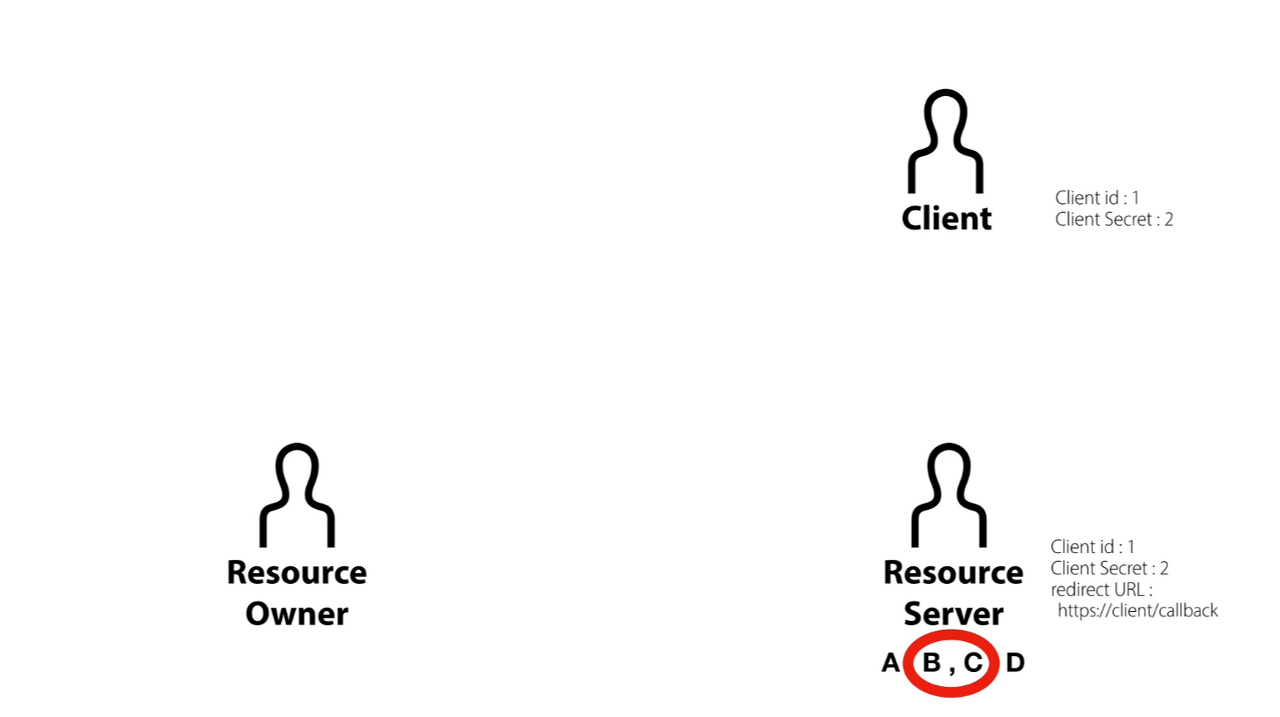 Client
Client id : 1
Client Secret : 2
Resource
Owner
Resource
Server
Client id : 1
Client Secret : 2
redirect URL :
https://client/callback
A B , C D